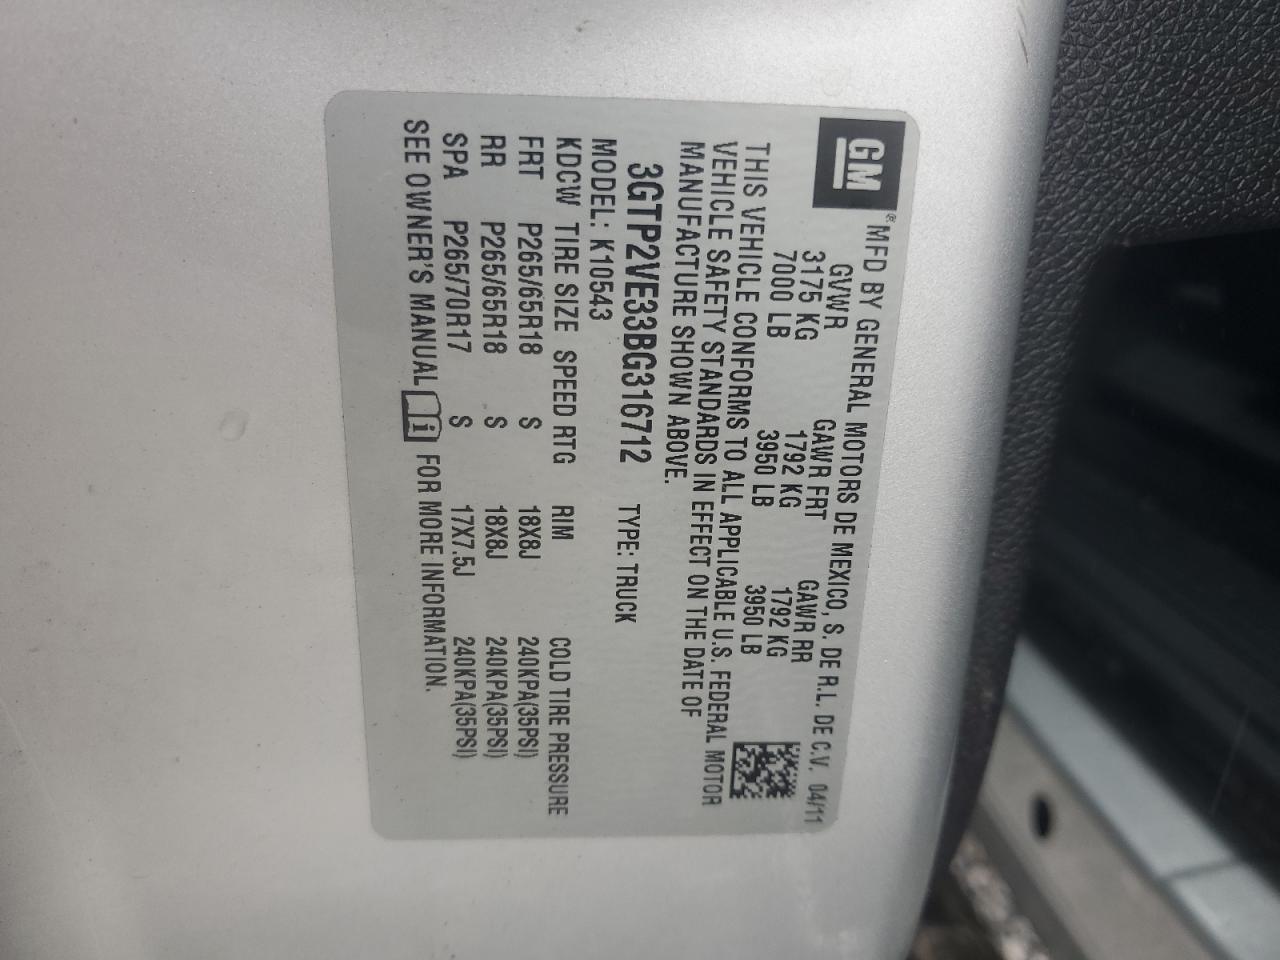 GM
® MFD BY GENERAL MOTORS DE MEXICO, S. DE R.L. DE C.V. 04/11
GVWR GAWR FRT GAWR RR
3175 KG 1792 KG 1792 KG
7000 LB 3950 LB 3950 LB
THIS VEHICLE CONFORMS TO ALL APPLICABLE U.S. FEDERAL MOTOR
VEHICLE SAFETY STANDARDS IN EFFECT ON THE DATE OF
MANUFACTURE SHOWN ABOVE.
3GTP2VE33BG316712 TYPE: TRUCK
MODEL: K10543
KDCW TIRE SIZE SPEED RTG RIM COLD TIRE PRESSURE
FRT P265/65R18 S 18X8J 240KPA(35PSI)
RR P265/65R18 S 18X8J 240KPA(35PSI)
SPA P265/70R17 S 17X7.5J 240KPA(35PSI)
SEE OWNER'S MANUAL i FOR MORE INFORMATION.